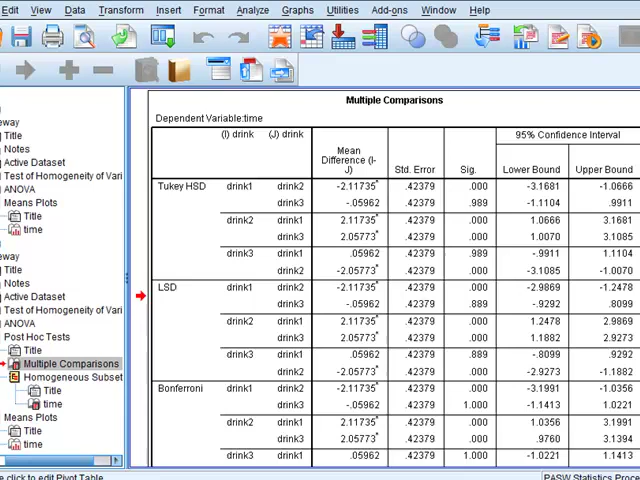 Edit View Data Transform Insert Format Analyze Graphs Utilities Add-ons Window Help
eway
Title
Notes
Active Dataset
Test of Homogeneity of Vari
ANOVA
Means Plots
Title
time
eway
Title
Notes
Active Dataset
Test of Homogeneity of Vari
ANOVA
Post Hoc Tests
Title
Multiple Comparisons
Homogeneous Subset
Title
time
Means Plots
Title
time
Multiple Comparisons
Dependent Variable:time
(I) drink (J) drink 95% Confidence Interval
Mean
Difference (I-
J) Std. Error Sig. Lower Bound Upper Bound
Tukey HSD drink1 drink2 -2.11735* .42379 .000 -3.1681 -1.0666
drink3 -.05962 .42379 .989 -1.1104 .9911
drink2 drink1 2.11735* .42379 .000 1.0666 3.1681
drink3 2.05773* .42379 .000 1.0070 3.1085
drink3 drink1 .05962 .42379 .989 -.9911 1.1104
drink2 -2.05773* .42379 .000 -3.1085 -1.0070
LSD drink1 drink2 -2.11735* .42379 .000 -2.9869 -1.2478
drink3 -.05962 .42379 .889 -.9292 .8099
drink2 drink1 2.11735* .42379 .000 1.2478 2.9869
drink3 2.05773* .42379 .000 1.1882 2.9273
drink3 drink1 .05962 .42379 .889 -.8099 .9292
drink2 -2.05773* .42379 .000 -2.9273 -1.1882
Bonferroni drink1 drink2 -2.11735* .42379 .000 -3.1991 -1.0356
drink3 -.05962 .42379 1.000 -1.1413 1.0221
drink2 drink1 2.11735* .42379 .000 1.0356 3.1991
drink3 2.05773* .42379 .000 .9760 3.1394
drink3 drink1 .05962 .42379 1.000 -1.0221 1.1413
e click to edit Pivot Table PASW Statistics Proce